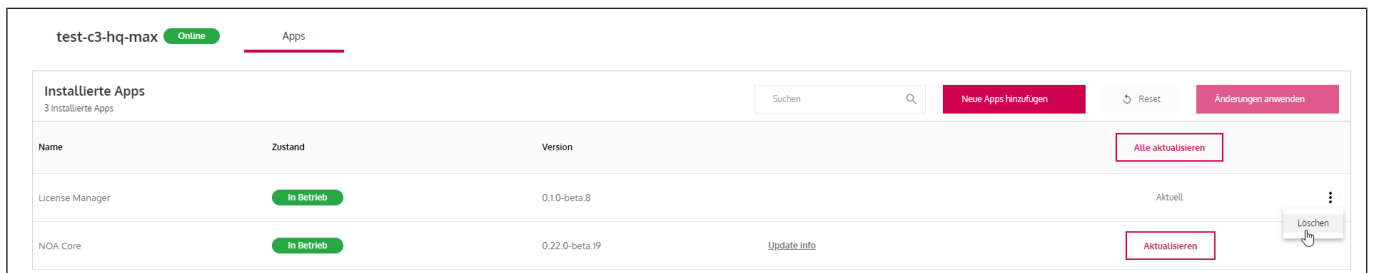 test-c3-hq-max Online Apps
Installierte Apps
3 Installierte Apps
Suchen Neue Apps hinzufügen Reset Änderungen anwenden
Name Zustand Version Alle aktualisieren
License Manager In Betrieb 0.1.0-beta.8 Aktuell
Löschen
NOA Core In Betrieb 0.22.0-beta.19 Update info Aktualisieren